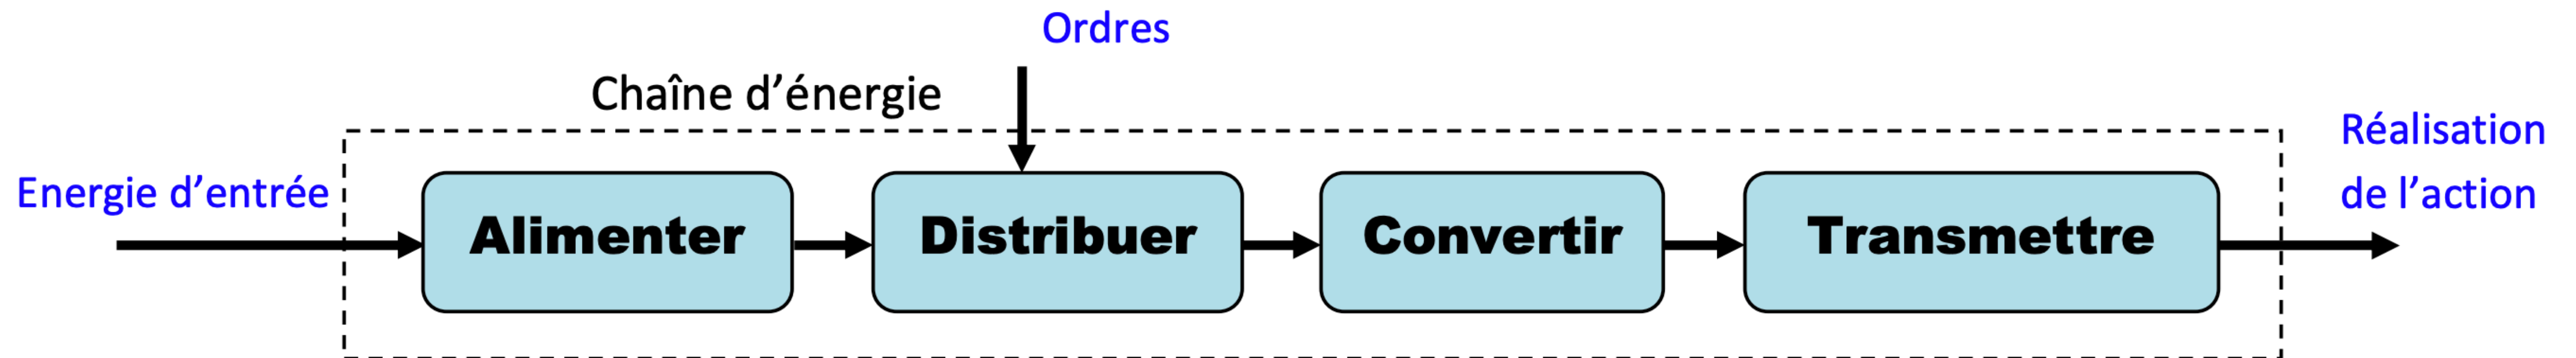 Ordres
Chaîne d'énergie
Réalisation
de l'action
Energie d'entrée
Alimenter
Distribuer
Convertir
Transmettre